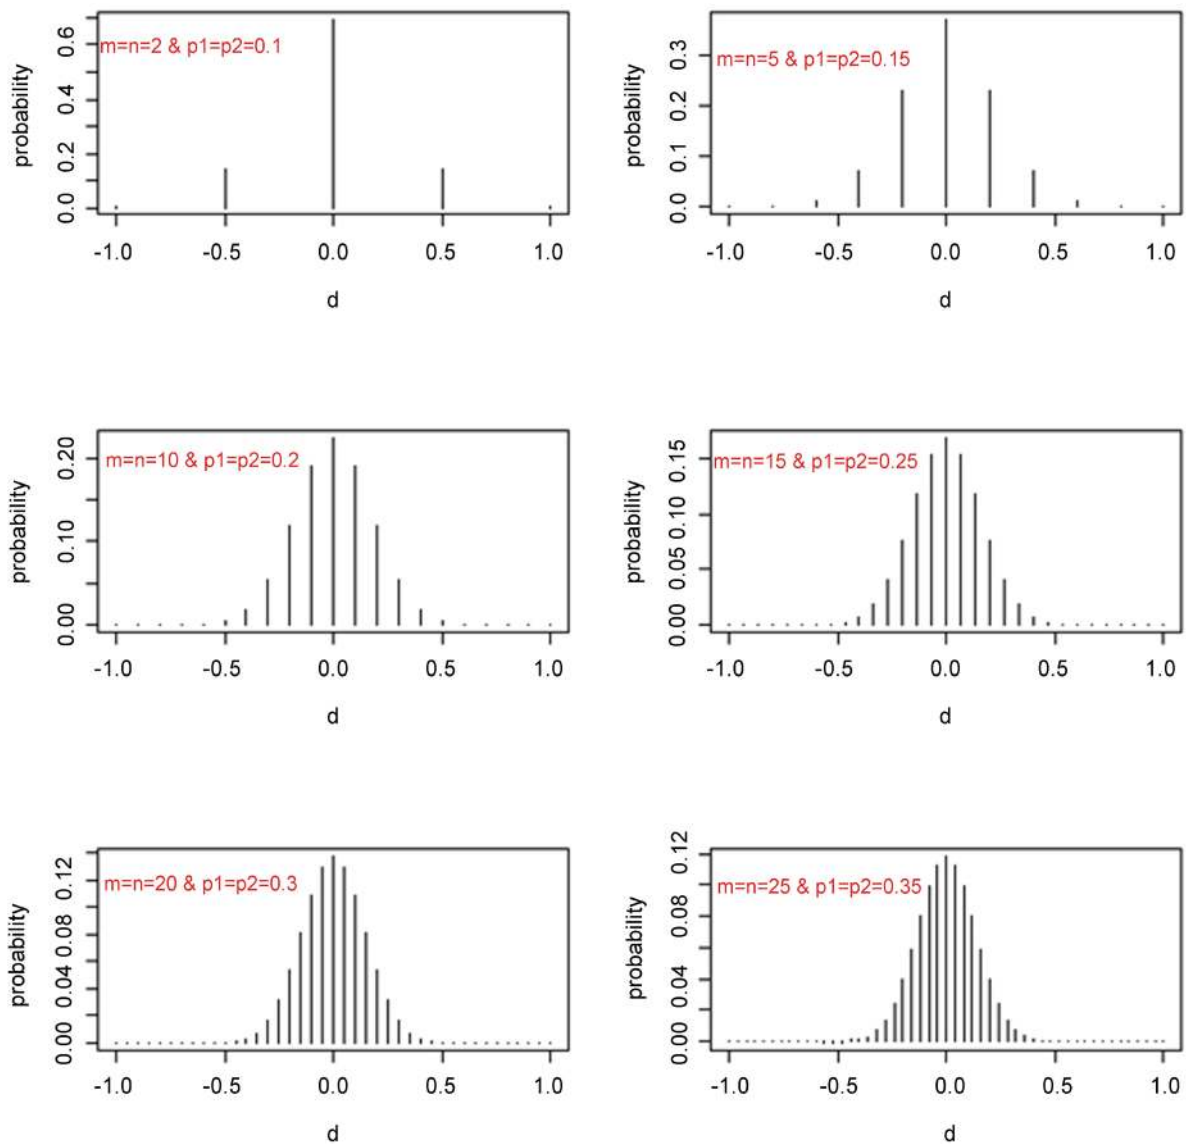 m=n=2 & p1=p2=0.1
probability
0.0 0.2 0.4 0.6
-1.0 -0.5 0.0 0.5 1.0
d
m=n=5 & p1=p2=0.15
probability
0.0 0.1 0.2 0.3
-1.0 -0.5 0.0 0.5 1.0
d
m=n=10 & p1=p2=0.2
probability
0.00 0.10 0.20
-1.0 -0.5 0.0 0.5 1.0
d
m=n=15 & p1=p2=0.25
probability
0.00 0.05 0.10 0.15
-1.0 -0.5 0.0 0.5 1.0
d
m=n=20 & p1=p2=0.3
probability
0.00 0.04 0.08 0.12
-1.0 -0.5 0.0 0.5 1.0
d
m=n=25 & p1=p2=0.35
probability
0.00 0.04 0.08 0.12
-1.0 -0.5 0.0 0.5 1.0
d